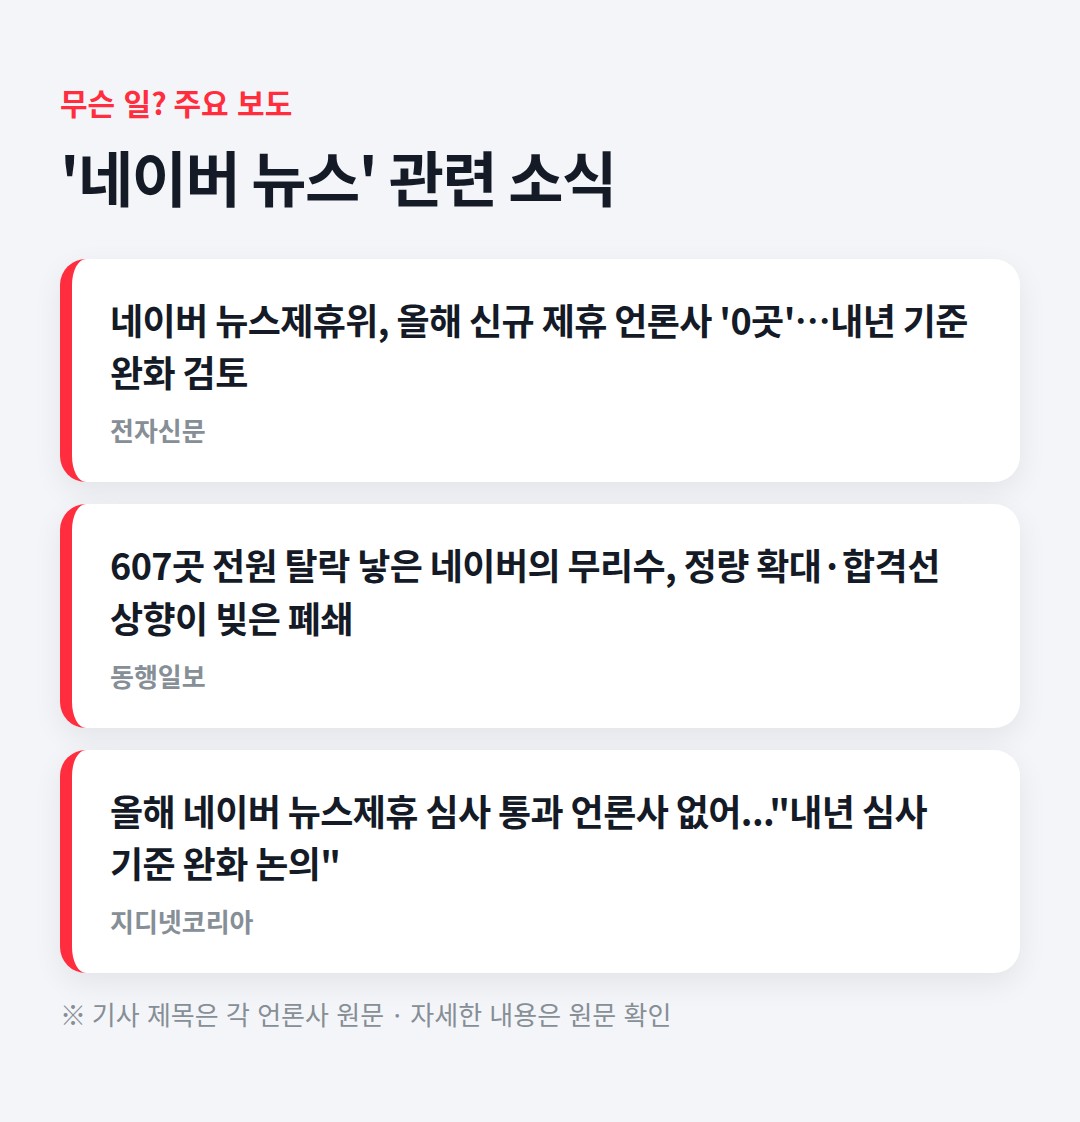 무슨 일? 주요 보도
'네이버 뉴스' 관련 소식
네이버 뉴스제휴위, 올해 신규 제휴 언론사 '0곳'…내년 기준
완화 검토
전자신문
607곳 전원 탈락 낳은 네이버의 무리수, 정량 확대·합격선
상향이 빚은 폐쇄
동행일보
올해 네이버 뉴스제휴 심사 통과 언론사 없어..."내년 심사
기준 완화 논의"
지디넷코리아
※ 기사 제목은 각 언론사 원문 · 자세한 내용은 원문 확인